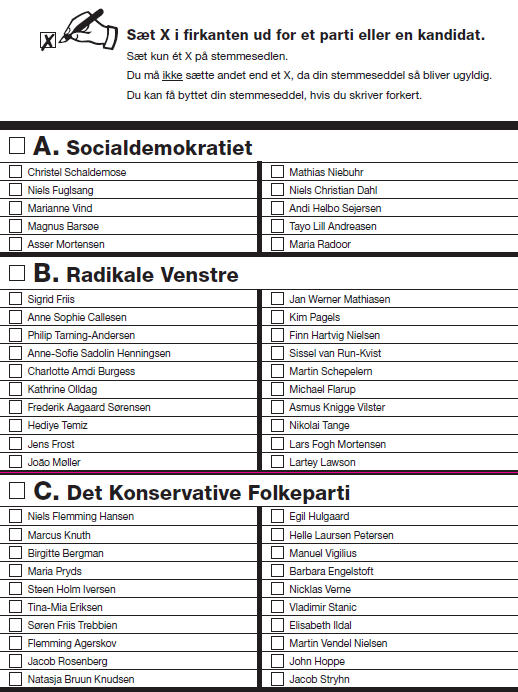 X
Sæt X i firkanten ud for et parti eller en kandidat.
Sæt kun ét X på stemmesedlen.
Du må ikke sætte andet end et X, da din stemmeseddel så bliver ugyldig.
Du kan få byttet din stemmeseddel, hvis du skriver forkert.
A. Socialdemokratiet
Christel Schaldemose
Niels Fuglsang
Marianne Vind
Magnus Barsøe
Asser Mortensen
Mathias Niebuhr
Niels Christian Dahl
Andi Helbo Sejersen
Tayo Lill Andreasen
Maria Radoor
B. Radikale Venstre
Sigrid Friis
Anne Sophie Callesen
Philip Tarning-Andersen
Anne-Sofie Sadolin Henningsen
Charlotte Amdi Burgess
Kathrine Olldag
Frederik Aagaard Sørensen
Hediye Temiz
Jens Frost
João Møller
Jan Werner Mathiasen
Kim Pagels
Finn Hartvig Nielsen
Sissel van Run-Kvist
Martin Schepelern
Michael Flarup
Asmus Knigge Vilster
Nikolai Tange
Lars Fogh Mortensen
Lartey Lawson
C. Det Konservative Folkeparti
Niels Flemming Hansen
Marcus Knuth
Birgitte Bergman
Maria Pryds
Steen Holm Iversen
Tina-Mia Eriksen
Søren Friis Trebbien
Flemming Agerskov
Jacob Rosenberg
Natasja Bruun Knudsen
Egil Hulgaard
Helle Laursen Petersen
Manuel Vigilius
Barbara Engelstoft
Nicklas Verne
Vladimir Stanic
Elisabeth Ildal
Martin Vendel Nielsen
John Hoppe
Jacob Stryhn